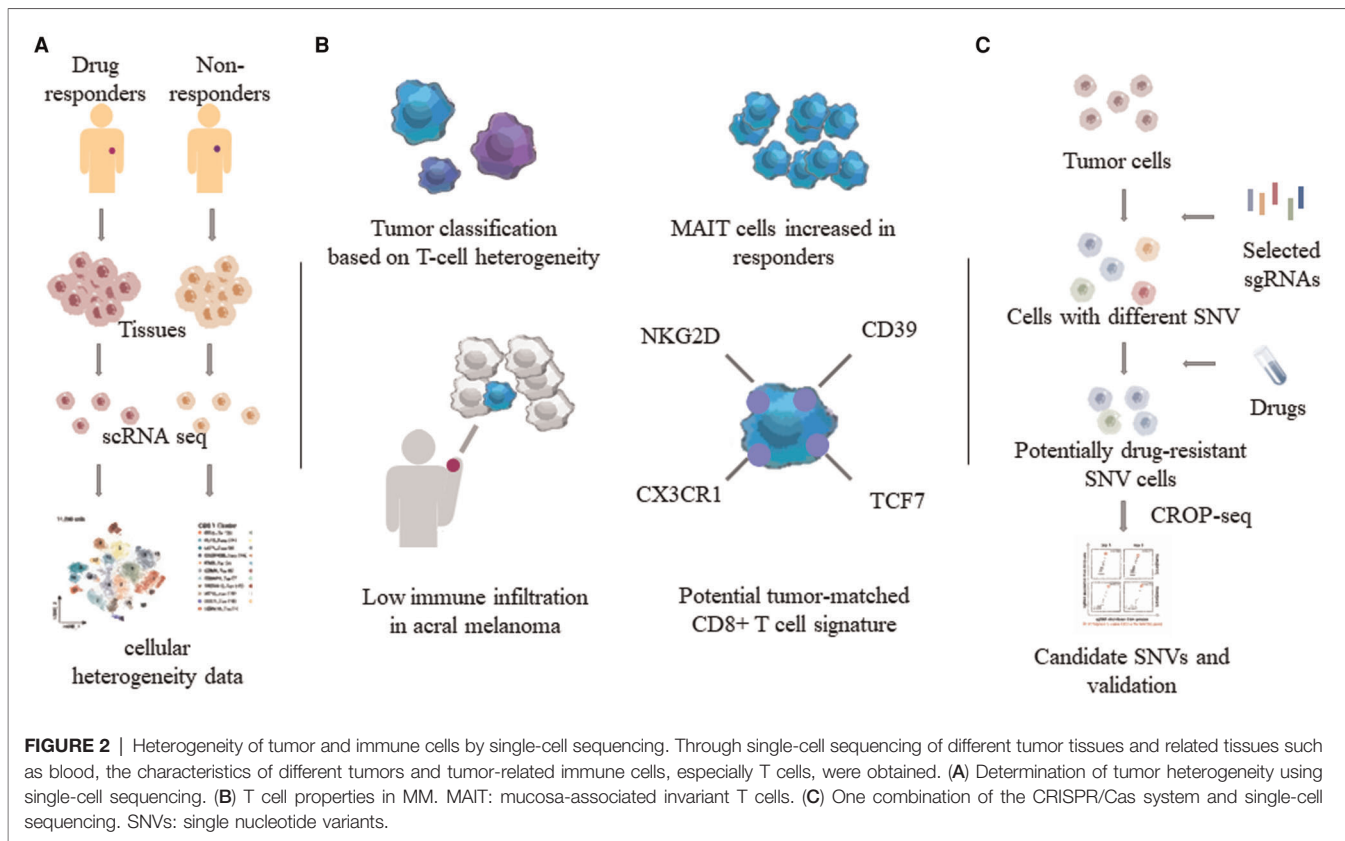 A
Drug
responders
Non-
responders
Tissues
scRNA seq
cellular
heterogeneity data
B
Tumor classification
based on T-cell heterogeneity
MAIT cells increased in
responders
Low immune infiltration
in acral melanoma
NKG2D
CD39
CX3CR1
TCF7
Potential tumor-matched
CD8+ T cell signature
C
Tumor cells
Selected
sgRNAs
Cells with different SNV
Drugs
Potentially drug-resistant
SNV cells
CROP-seq
Candidate SNVs and
validation
FIGURE 2 | Heterogeneity of tumor and immune cells by single-cell sequencing. Through single-cell sequencing of different tumor tissues and related tissues such
as blood, the characteristics of different tumors and tumor-related immune cells, especially T cells, were obtained. (A) Determination of tumor heterogeneity using
single-cell sequencing. (B) T cell properties in MM. MAIT: mucosa-associated invariant T cells. (C) One combination of the CRISPR/Cas system and single-cell
sequencing. SNVs: single nucleotide variants.